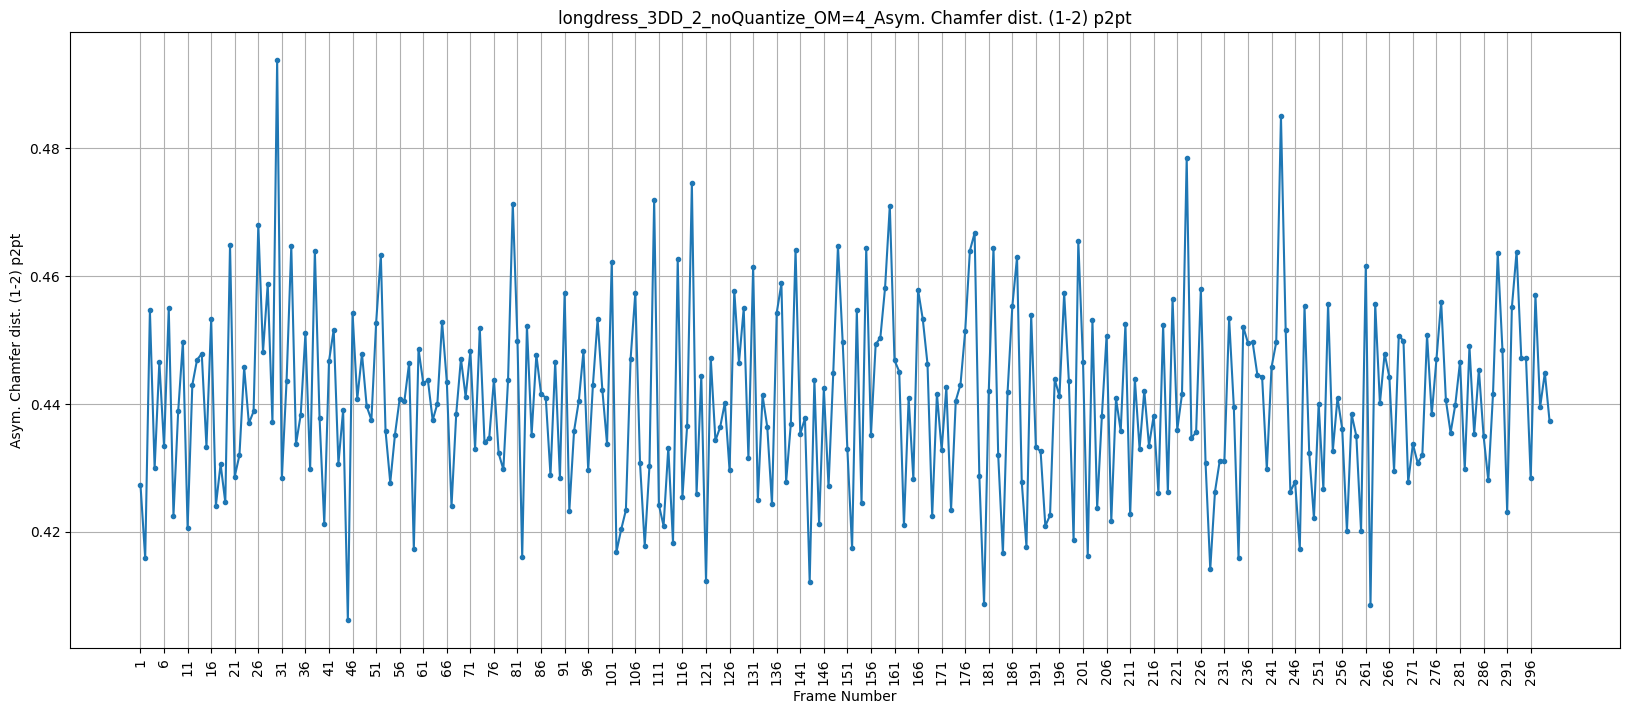 longdress_3DD_2_noQuantize_OM=4_Asym. Chamfer dist. (1-2) p2pt
Asym. Chamfer dist. (1-2) p2pt
0.48
0.46
0.44
0.42
1 6 11 16 21 26 31 36 41 46 51 56 61 66 71 76 81 86 91 96 101 106 111 116 121 126 131 136 141 146 151 156 161 166 171 176 181 186 191 196 201 206 211 216 221 226 231 236 241 246 251 256 261 266 271 276 281 286 291 296
Frame Number